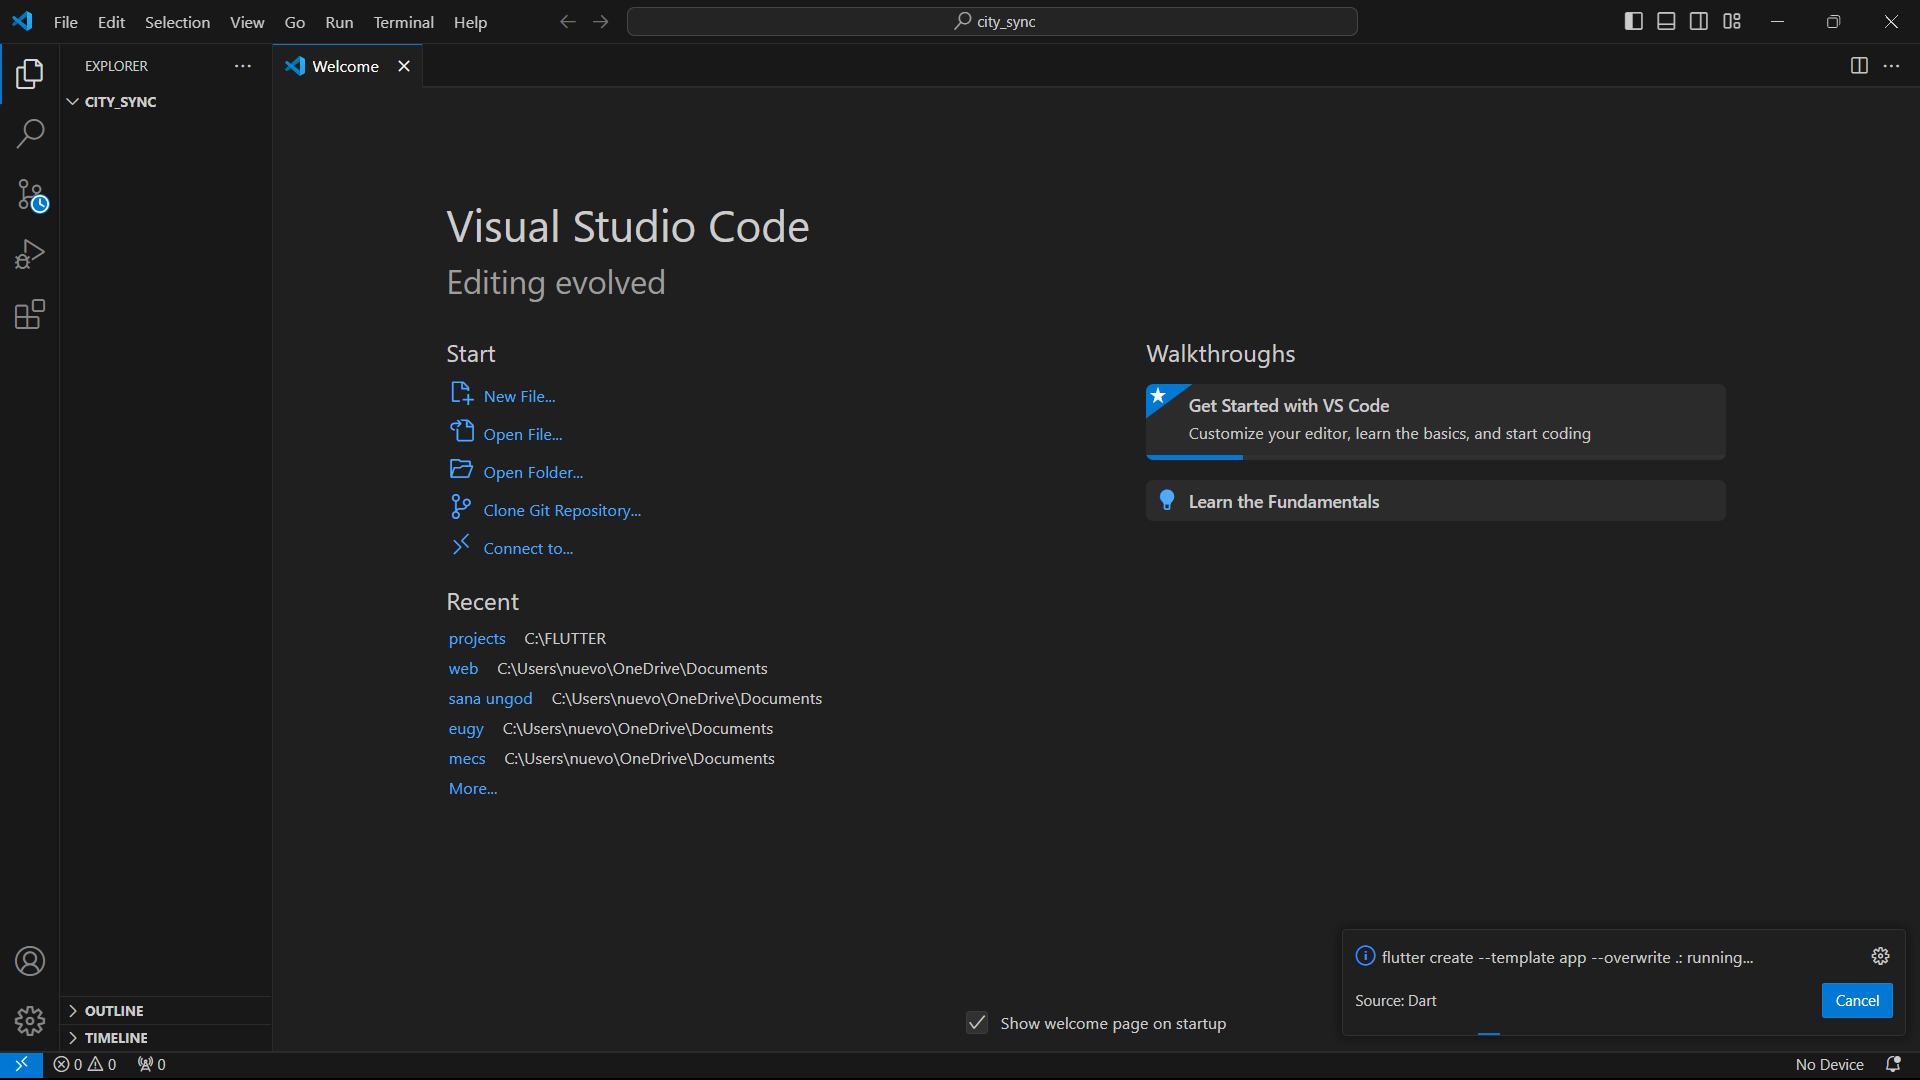 File Edit Selection View Go Run Terminal Help
city_sync
EXPLORER
CITY_SYNC
Welcome
Visual Studio Code
Editing evolved
Start
New File...
Open File...
Open Folder...
Clone Git Repository...
Connect to...
Recent
projects C:\FLUTTER
web C:\Users\nuevo\OneDrive\Documents
sana ungod C:\Users\nuevo\OneDrive\Documents
eugy C:\Users\nuevo\OneDrive\Documents
mecs C:\Users\nuevo\OneDrive\Documents
More...
Walkthroughs
Get Started with VS Code
Customize your editor, learn the basics, and start coding
Learn the Fundamentals
flutter create --template app --overwrite .: running...
Source: Dart
Cancel
Show welcome page on startup
OUTLINE
TIMELINE
0 0 0
No Device